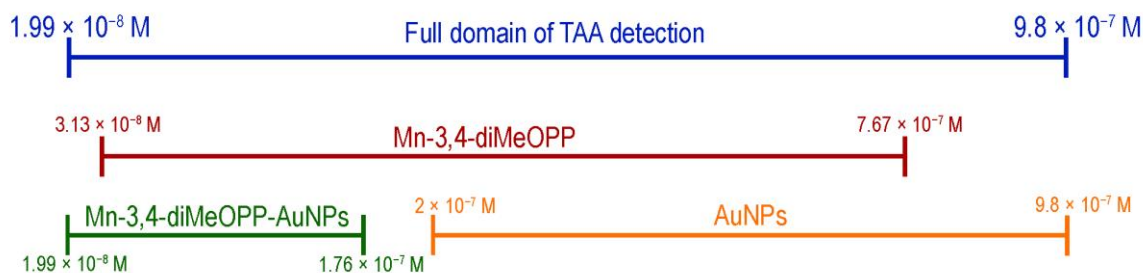 1.99 × 10⁻⁸ M
Full domain of TAA detection
9.8 × 10⁻⁷ M
3.13 × 10⁻⁸ M
Mn-3,4-diMeOPP
7.67 × 10⁻⁷ M
Mn-3,4-diMeOPP-AuNPs
2 × 10⁻⁷ M
AuNPs
9.8 × 10⁻⁷ M
1.99 × 10⁻⁸ M
1.76 × 10⁻⁷ M